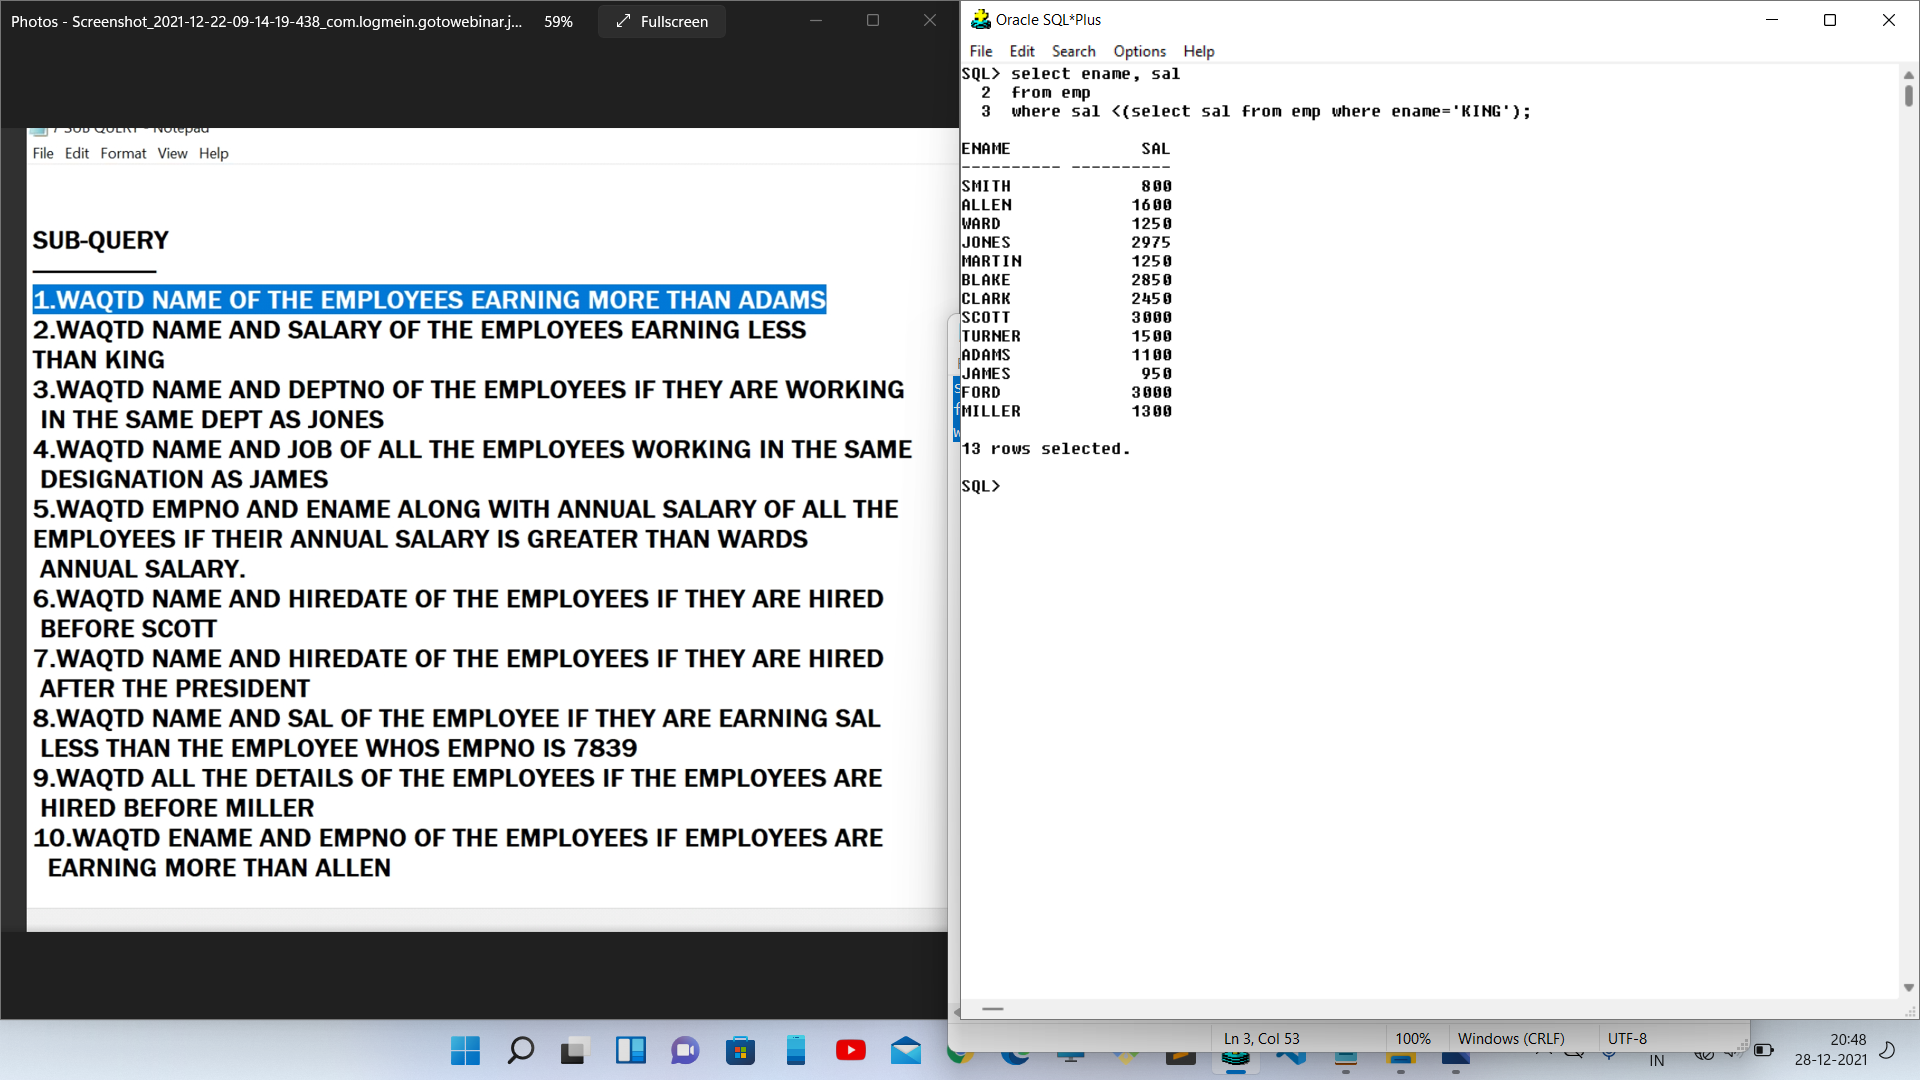 Photos - Screenshot_2021-12-22-09-14-19-438_com.logmein.gotowebinar.j...
59%
Fullscreen
7 SUB QUERY - Notepad
File Edit Format View Help
SUB-QUERY
1.WAQTD NAME OF THE EMPLOYEES EARNING MORE THAN ADAMS
2.WAQTD NAME AND SALARY OF THE EMPLOYEES EARNING LESS
THAN KING
3.WAQTD NAME AND DEPTNO OF THE EMPLOYEES IF THEY ARE WORKING
IN THE SAME DEPT AS JONES
4.WAQTD NAME AND JOB OF ALL THE EMPLOYEES WORKING IN THE SAME
DESIGNATION AS JAMES
5.WAQTD EMPNO AND ENAME ALONG WITH ANNUAL SALARY OF ALL THE
EMPLOYEES IF THEIR ANNUAL SALARY IS GREATER THAN WARDS
ANNUAL SALARY.
6.WAQTD NAME AND HIREDATE OF THE EMPLOYEES IF THEY ARE HIRED
BEFORE SCOTT
7.WAQTD NAME AND HIREDATE OF THE EMPLOYEES IF THEY ARE HIRED
AFTER THE PRESIDENT
8.WAQTD NAME AND SAL OF THE EMPLOYEE IF THEY ARE EARNING SAL
LESS THAN THE EMPLOYEE WHOS EMPNO IS 7839
9.WAQTD ALL THE DETAILS OF THE EMPLOYEES IF THE EMPLOYEES ARE
HIRED BEFORE MILLER
10.WAQTD ENAME AND EMPNO OF THE EMPLOYEES IF EMPLOYEES ARE
EARNING MORE THAN ALLEN
Oracle SQL*Plus
File Edit Search Options Help
SQL> select ename, sal
2 from emp
3 where sal <(select sal from emp where ename='KING');
ENAME SAL
---------- ----------
SMITH 800
ALLEN 1600
WARD 1250
JONES 2975
MARTIN 1250
BLAKE 2850
CLARK 2450
SCOTT 3000
TURNER 1500
ADAMS 1100
JAMES 950
FORD 3000
MILLER 1300
13 rows selected.
SQL>
Ln 3, Col 53
100%
Windows (CRLF)
UTF-8
IN
20:48
28-12-2021